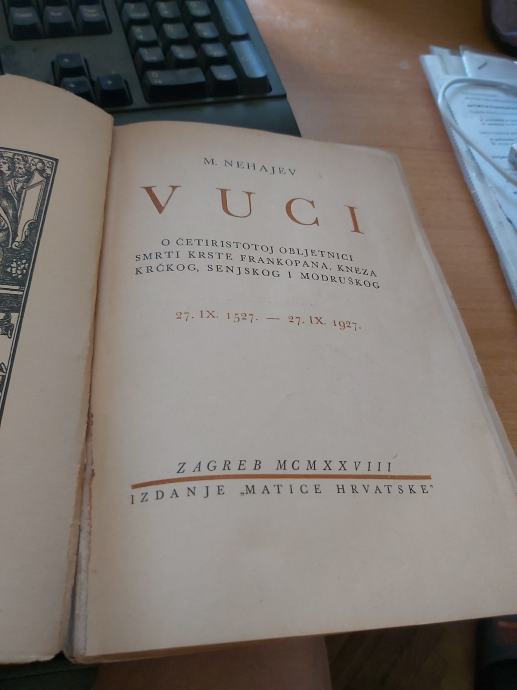 M. NEHAJEV
VUCI
O ČETIRISTOTOJ OBLJETNICI
SMRTI KRSTE FRANKOPANA, KNEZA
KRČKOG, SENJSKOG I MODRUŠKOG
27. IX. 1527. — 27. IX. 1927.
ZAGREB MCMXXVIII
IZDANJE „MATICE HRVATSKE"